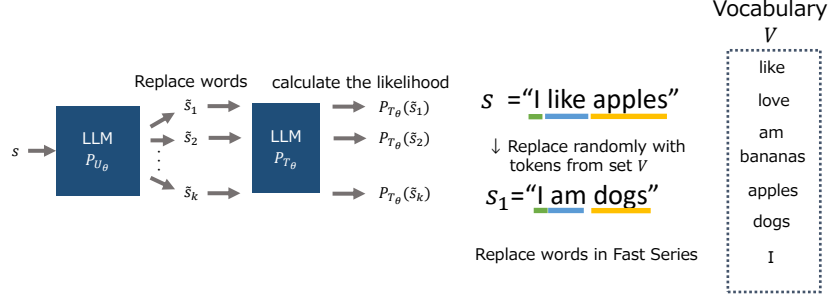 Replace words
calculate the likelihood
s
LLM
P_{U_θ}
s̃_1
s̃_2
⋮
s̃_k
LLM
P_{T_θ}
P_{T_θ}(s̃_1)
P_{T_θ}(s̃_2)
P_{T_θ}(s̃_k)
s ="I like apples"
↓ Replace randomly with
tokens from set V
s_1="I am dogs"
Replace words in Fast Series
Vocabulary
V
like
love
am
bananas
apples
dogs
I